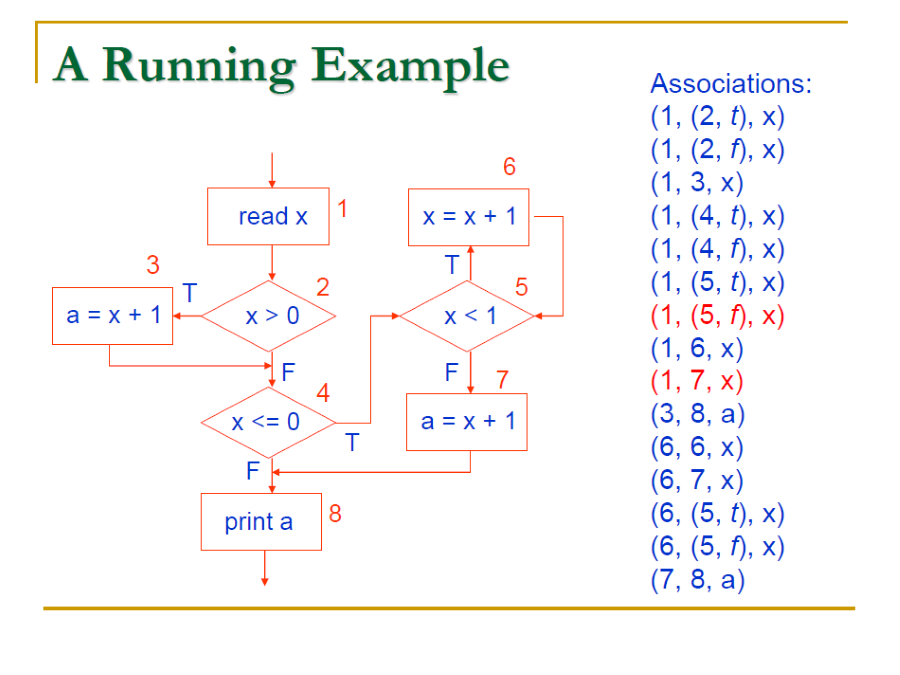 A Running Example
Associations:
(1, (2, t), x)
(1, (2, f), x)
(1, 3, x)
(1, (4, t), x)
(1, (4, f), x)
(1, (5, t), x)
(1, (5, f), x)
(1, 6, x)
(1, 7, x)
(3, 8, a)
(6, 6, x)
(6, 7, x)
(6, (5, t), x)
(6, (5, f), x)
(7, 8, a)
read x
1
x > 0
2
T
F
a = x + 1
3
x <= 0
4
T
F
x < 1
5
T
F
x = x + 1
6
a = x + 1
7
print a
8